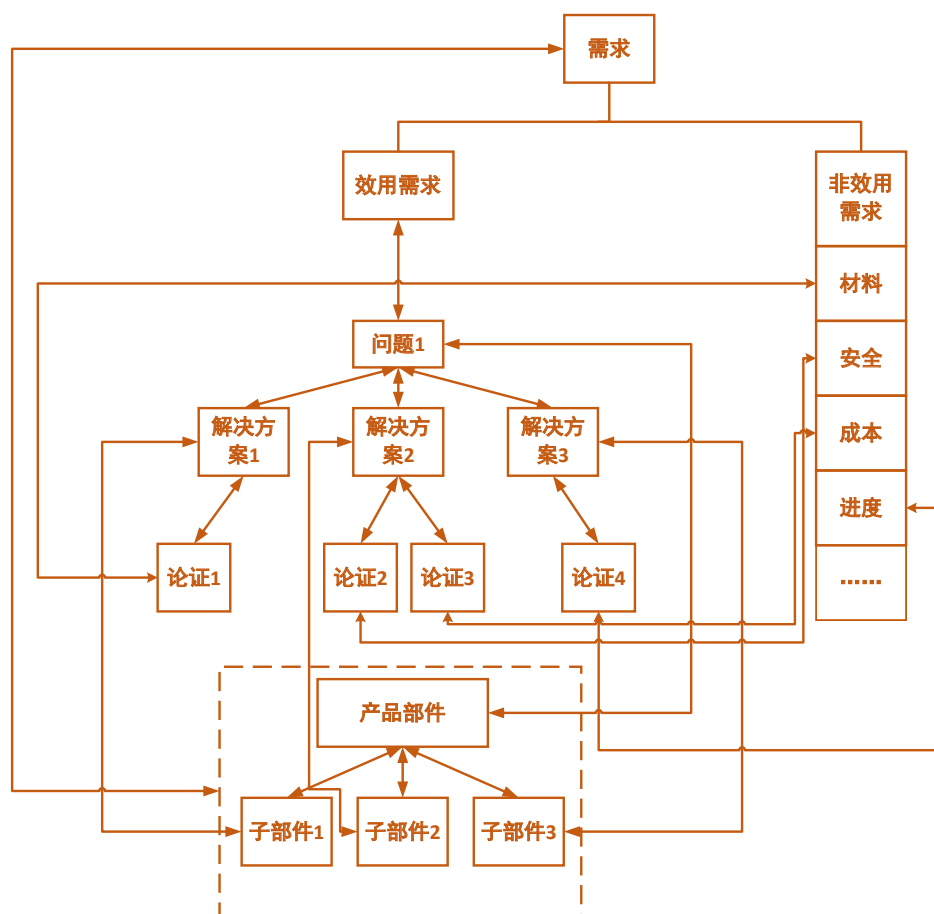 需求
效用需求
非效用
需求
材料
问题1
安全
解决方
案1
解决方
案2
解决方
案3
成本
进度
论证1
论证2
论证3
论证4
……
产品部件
子部件1
子部件2
子部件3